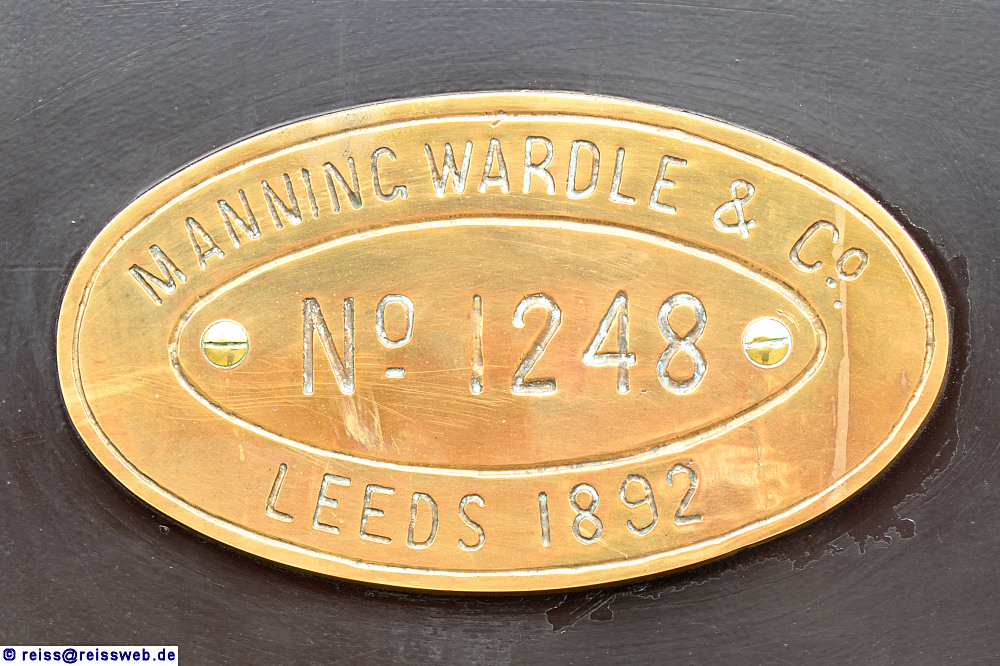 MANNING WARDLE & Co
No 1248
LEEDS 1892
© reiss@reissweb.de